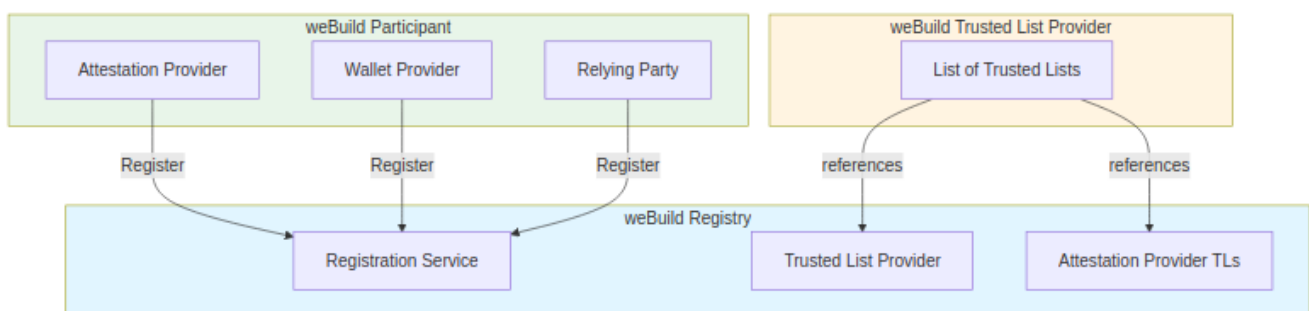 weBuild Participant
Attestation Provider
Wallet Provider
Relying Party
weBuild Trusted List Provider
List of Trusted Lists
Register
Register
Register
references
references
weBuild Registry
Registration Service
Trusted List Provider
Attestation Provider TLs